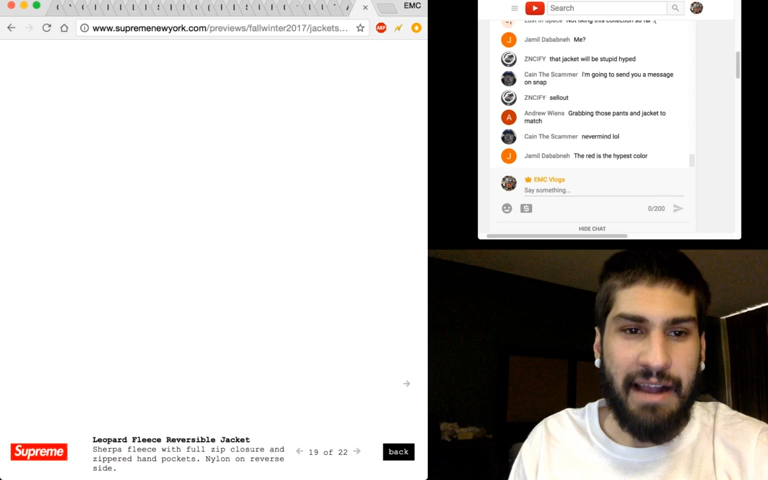 EMC
www.supremenewyork.com/previews/fallwinter2017/jackets...
ABP
Leopard Fleece Reversible Jacket
Sherpa fleece with full zip closure and
zippered hand pockets. Nylon on reverse
side.
Supreme
19 of 22
back
Search
Jamil Dababneh Me?
ZNCIFY that jacket will be stupid hyped
Cain The Scammer I'm going to send you a message
on snap
ZNCIFY sellout
Andrew Wiens Grabbing those pants and jacket to
match
Cain The Scammer nevermind lol
Jamil Dababneh The red is the hypest color
EMC Vlogs
Say something...
0/200
HIDE CHAT